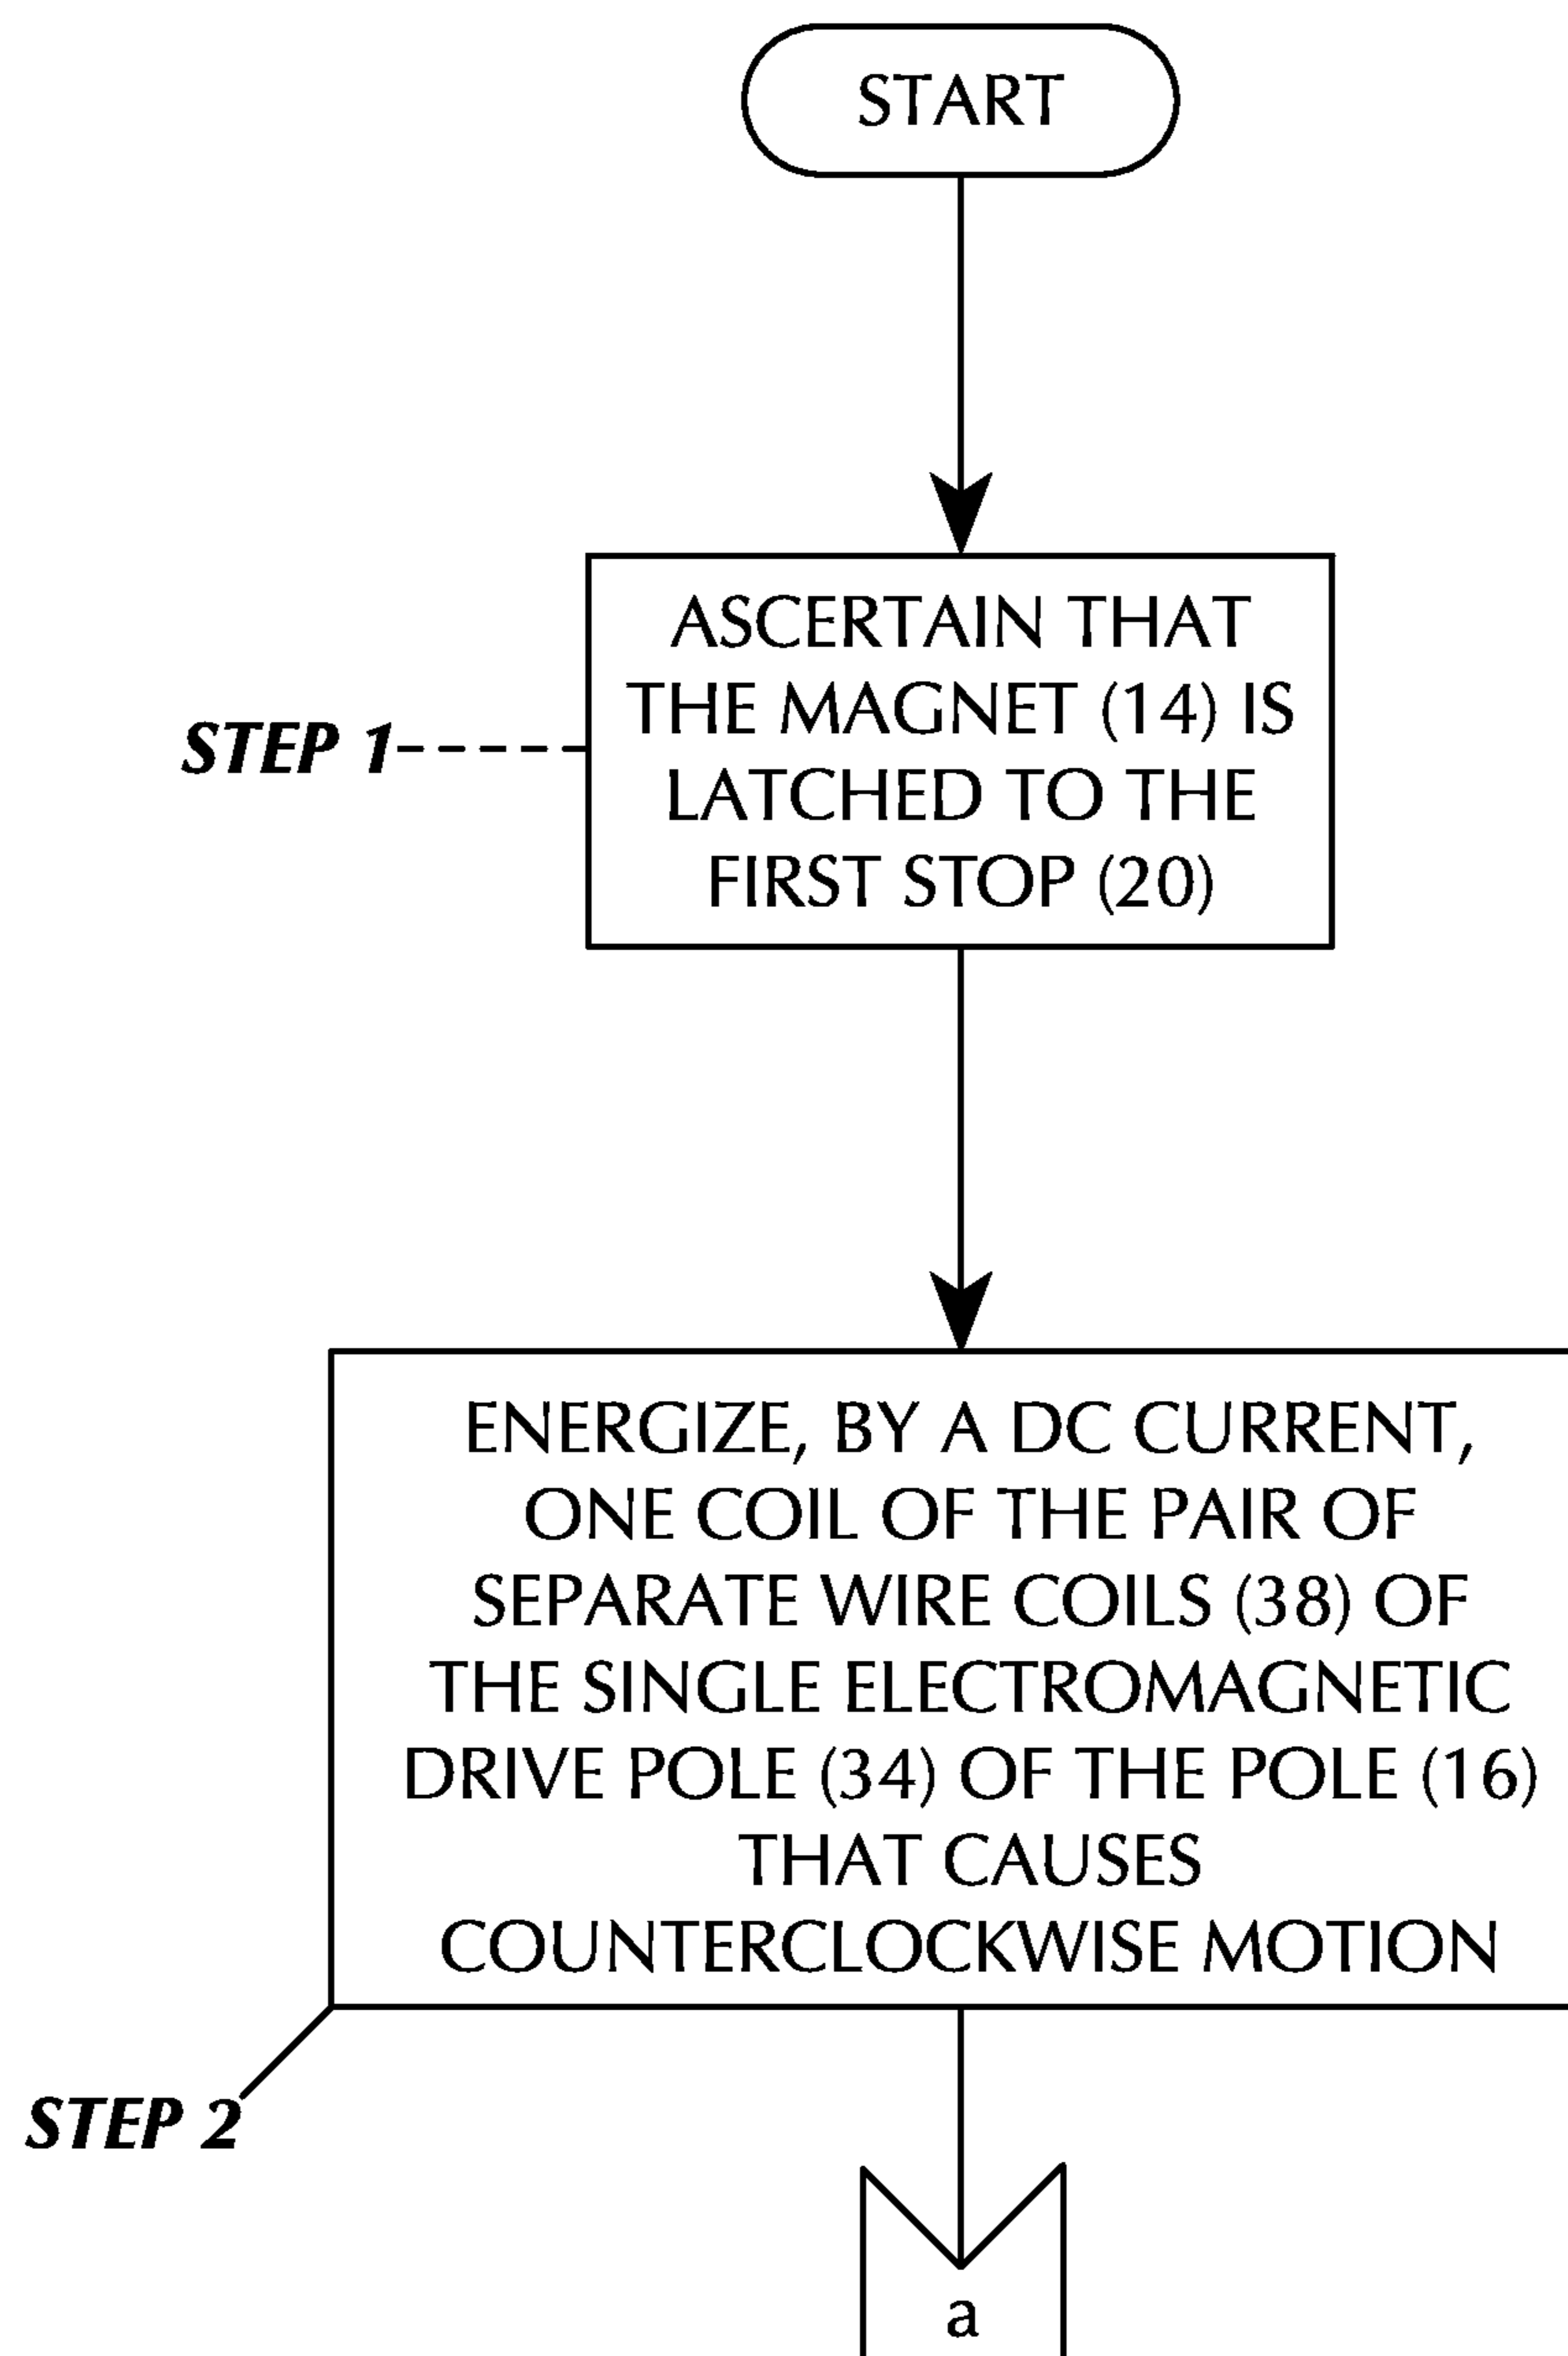 START
ASCERTAIN THAT
THE MAGNET (14) IS
LATCHED TO THE
FIRST STOP (20)
STEP 1
ENERGIZE, BY A DC CURRENT,
ONE COIL OF THE PAIR OF
SEPARATE WIRE COILS (38) OF
THE SINGLE ELECTROMAGNETIC
DRIVE POLE (34) OF THE POLE (16)
THAT CAUSES
COUNTERCLOCKWISE MOTION
STEP 2
a